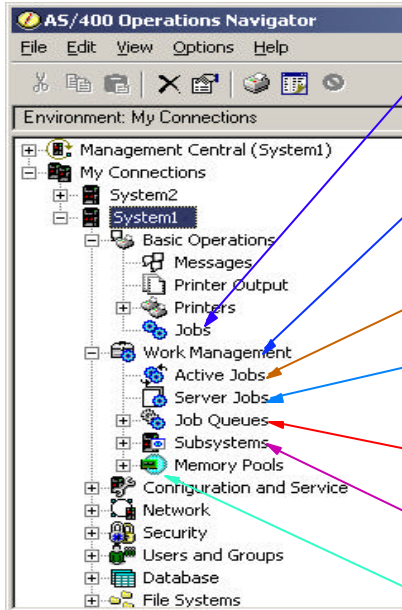 AS/400 Operations Navigator
File Edit View Options Help
Environment: My Connections
Management Central (System1)
My Connections
System2
System1
Basic Operations
Messages
Printer Output
Printers
Jobs
Work Management
Active Jobs
Server Jobs
Job Queues
Subsystems
Memory Pools
Configuration and Service
Network
Security
Users and Groups
Database
File Systems